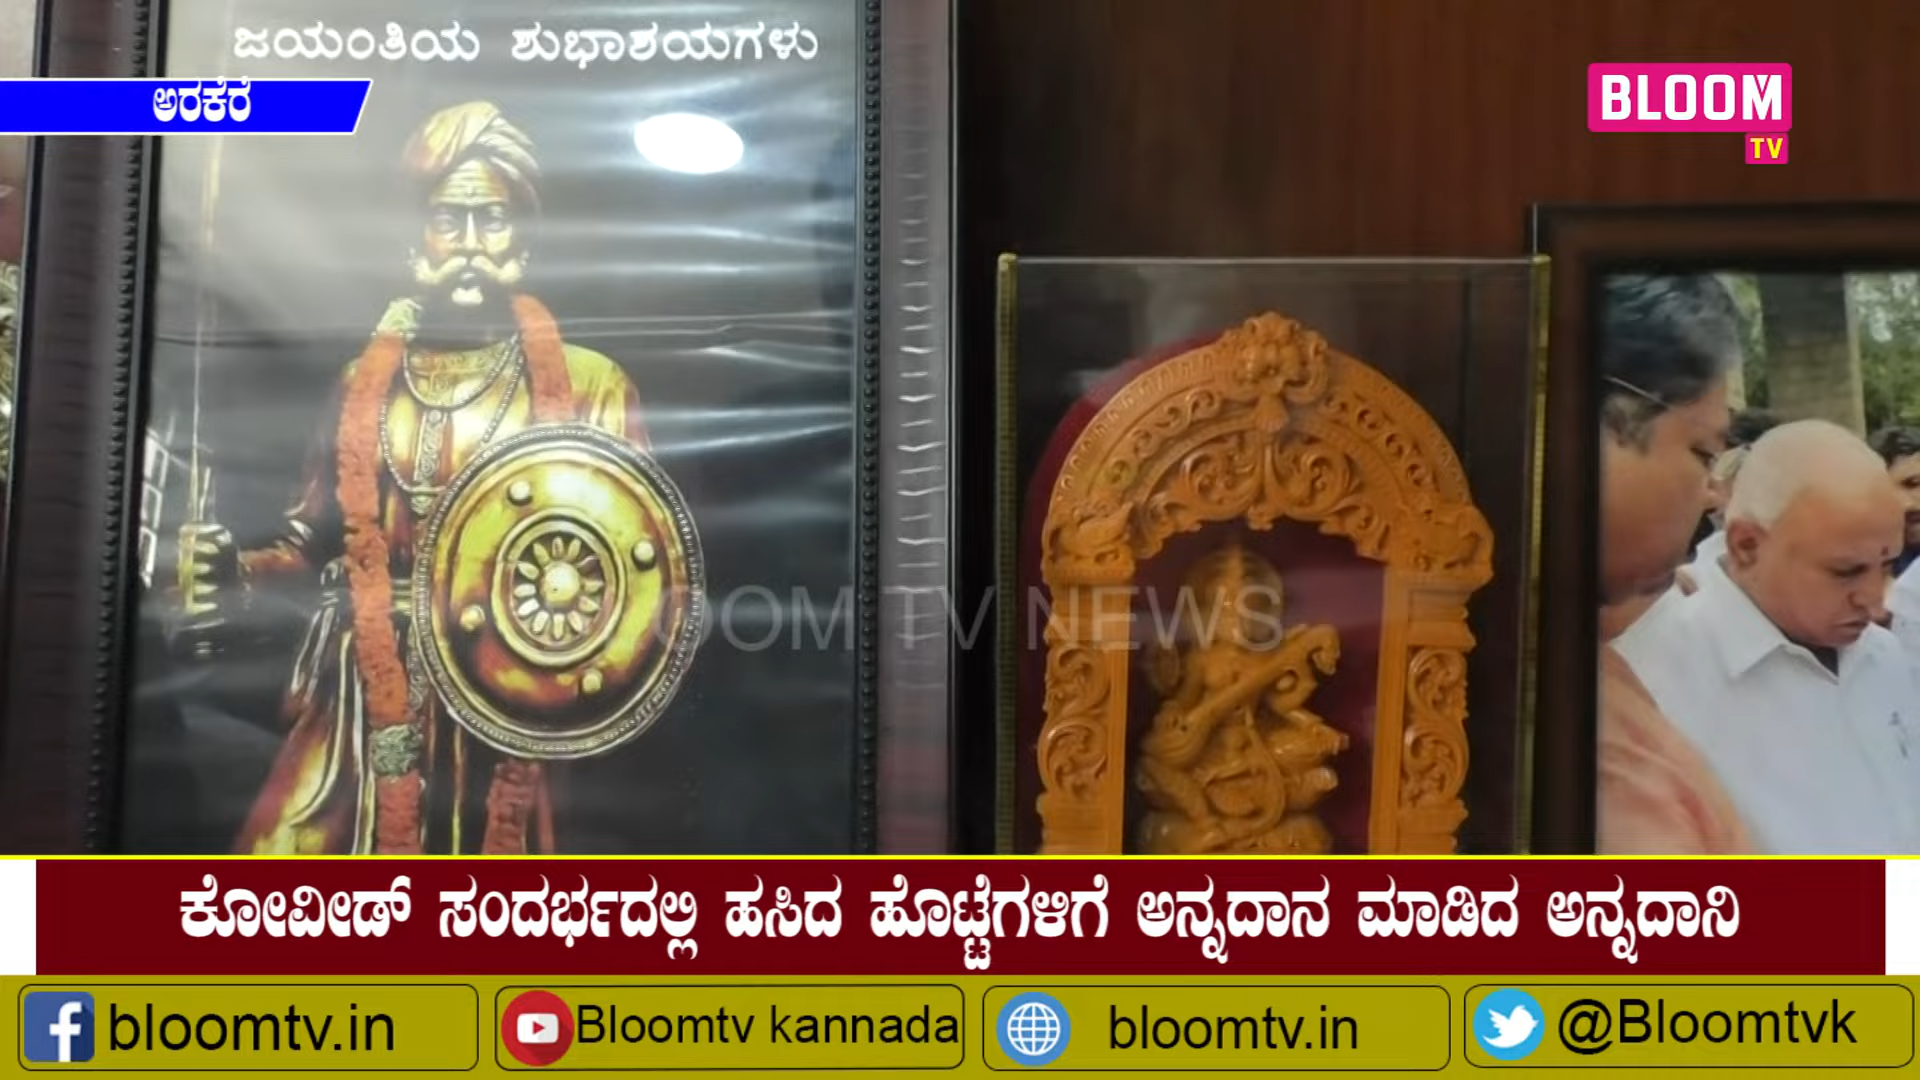 ಜಯಂತಿಯ ಶುಭಾಶಯಗಳು
ಅರಕೆರೆ
BLOOM
TV
OOM TV NEWS
ಕೋವೀಡ್ ಸಂದರ್ಭದಲ್ಲಿ ಹಸಿದ ಹೊಟ್ಟೆಗಳಿಗೆ ಅನ್ನದಾನ ಮಾಡಿದ ಅನ್ನದಾನಿ
bloomtv.in
Bloomtv kannada
bloomtv.in
@Bloomtvk